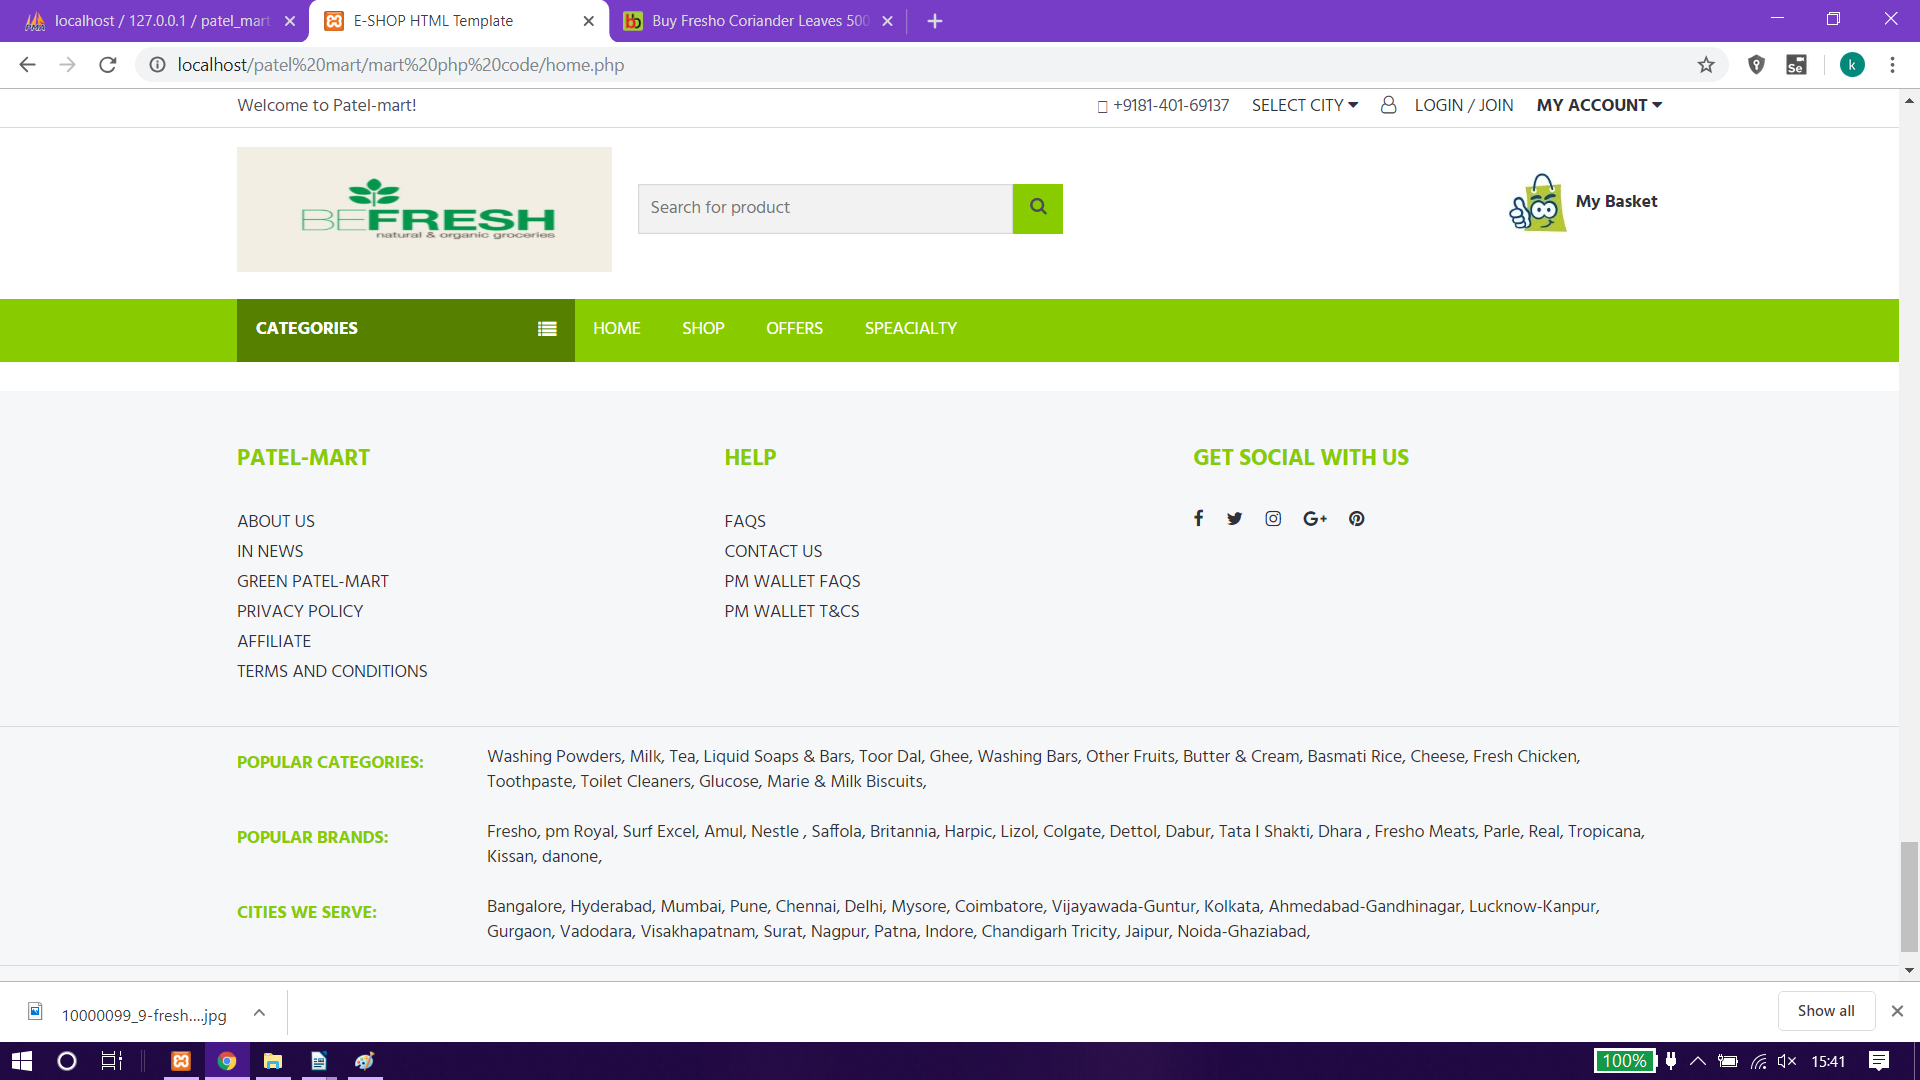 localhost / 127.0.0.1 / patel_mart
E-SHOP HTML Template
Buy Fresho Coriander Leaves 500
localhost/patel%20mart/mart%20php%20code/home.php
Se
k
Welcome to Patel-mart!
+9181-401-69137
SELECT CITY
LOGIN / JOIN
MY ACCOUNT
BEFRESH
natural & organic groceries
Search for product
My Basket
CATEGORIES
HOME
SHOP
OFFERS
SPEACIALTY
PATEL-MART
ABOUT US
IN NEWS
GREEN PATEL-MART
PRIVACY POLICY
AFFILIATE
TERMS AND CONDITIONS
HELP
FAQS
CONTACT US
PM WALLET FAQS
PM WALLET T&CS
GET SOCIAL WITH US
POPULAR CATEGORIES:
Washing Powders, Milk, Tea, Liquid Soaps & Bars, Toor Dal, Ghee, Washing Bars, Other Fruits, Butter & Cream, Basmati Rice, Cheese, Fresh Chicken,
Toothpaste, Toilet Cleaners, Glucose, Marie & Milk Biscuits,
POPULAR BRANDS:
Fresho, pm Royal, Surf Excel, Amul, Nestle , Saffola, Britannia, Harpic, Lizol, Colgate, Dettol, Dabur, Tata I Shakti, Dhara , Fresho Meats, Parle, Real, Tropicana,
Kissan, danone,
CITIES WE SERVE:
Bangalore, Hyderabad, Mumbai, Pune, Chennai, Delhi, Mysore, Coimbatore, Vijayawada-Guntur, Kolkata, Ahmedabad-Gandhinagar, Lucknow-Kanpur,
Gurgaon, Vadodara, Visakhapatnam, Surat, Nagpur, Patna, Indore, Chandigarh Tricity, Jaipur, Noida-Ghaziabad,
10000099_9-fresh....jpg
Show all
100%
15:41